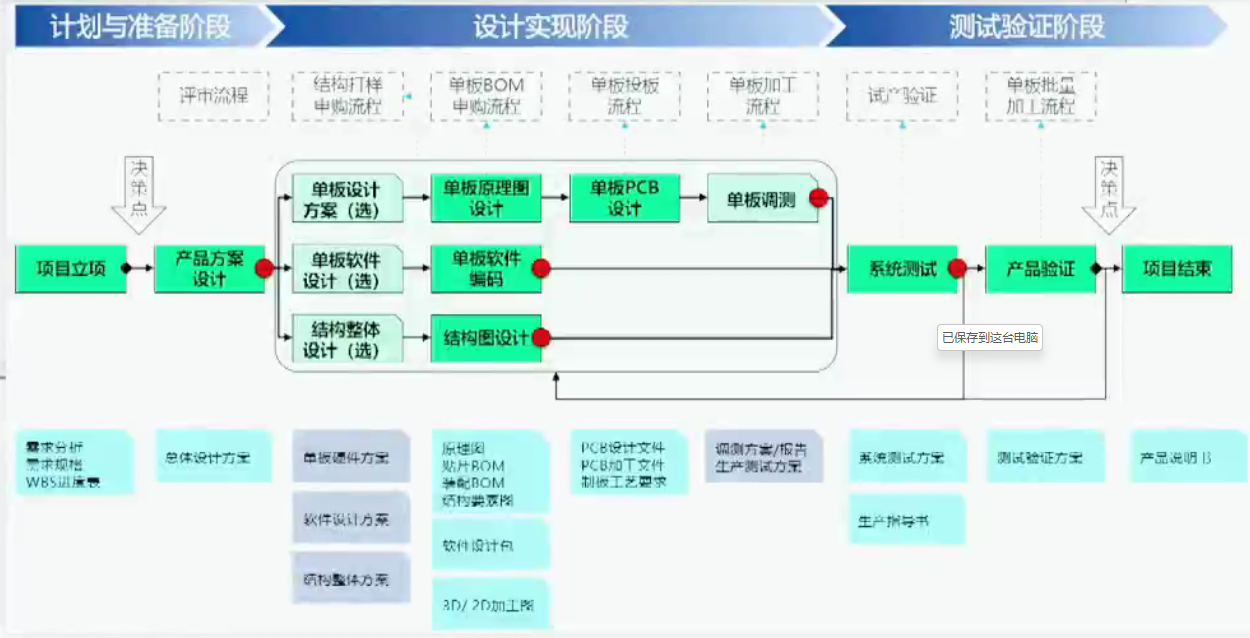 计划与准备阶段
设计实现阶段
测试验证阶段
评审流程
结构打样
申购流程
单板BOM
申购流程
单板投板
流程
单板加工
流程
试产验证
单板批量
加工流程
决策点
决策点
项目立项
产品方案
设计
单板设计
方案（选）
单板原理图
设计
单板PCB
设计
单板调测
单板软件
设计（选）
单板软件
编码
结构整体
设计（选）
结构图设计
系统测试
产品验证
项目结束
已保存到这台电脑
需求分析
需求规格
WBS进度表
总体设计方案
单板硬件方案
软件设计方案
结构整体方案
原理图
贴片BOM
装配BOM
结构要素图
软件设计包
3D/ 2D加工图
PCB设计文件
PCB加工文件
制板工艺要求
调测方案/报告
生产测试方案
系统测试方案
生产指导书
测试验证方案
产品说明书